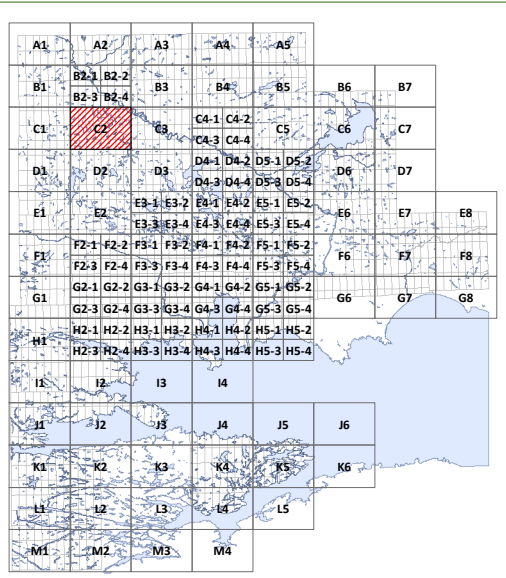 A1 A2 A3 A4 A5
B1 B2-1 B2-2 B3 B4 B5 B6 B7
B2-3 B2-4
C1 C2 C3 C4-1 C4-2 C5 C6 C7
C4-3 C4-4
D1 D2 D3 D4-1 D4-2 D5-1 D5-2 D6 D7
D4-3 D4-4 D5-3 D5-4
E1 E2 E3-1 E3-2 E4-1 E4-2 E5-1 E5-2 E6 E7 E8
E3-3 E3-4 E4-3 E4-4 E5-3 E5-4
F1 F2-1 F2-2 F3-1 F3-2 F4-1 F4-2 F5-1 F5-2 F6 F7 F8
F2-3 F2-4 F3-3 F3-4 F4-3 F4-4 F5-3 F5-4
G1 G2-1 G2-2 G3-1 G3-2 G4-1 G4-2 G5-1 G5-2 G6 G7 G8
G2-3 G2-4 G3-3 G3-4 G4-3 G4-4 G5-3 G5-4
H1 H2-1 H2-2 H3-1 H3-2 H4-1 H4-2 H5-1 H5-2
H2-3 H2-4 H3-3 H3-4 H4-3 H4-4 H5-3 H5-4
I1 I2 I3 I4
J1 J2 J3 J4 J5 J6
K1 K2 K3 K4 K5 K6
L1 L2 L3 L4 L5
M1 M2 M3 M4